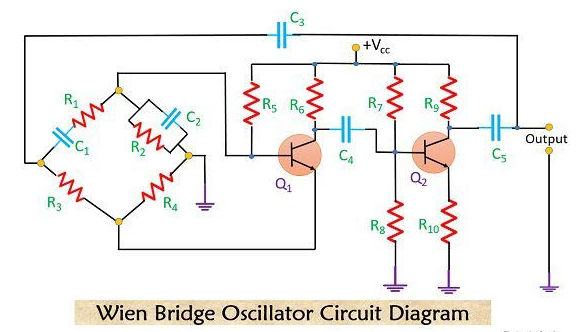 C3
+Vcc
R1
C2
R5
R6
R7
R9
C1
R2
C4
C5
Output
Q1
Q2
R3
R4
R8
R10
Wien Bridge Oscillator Circuit Diagram